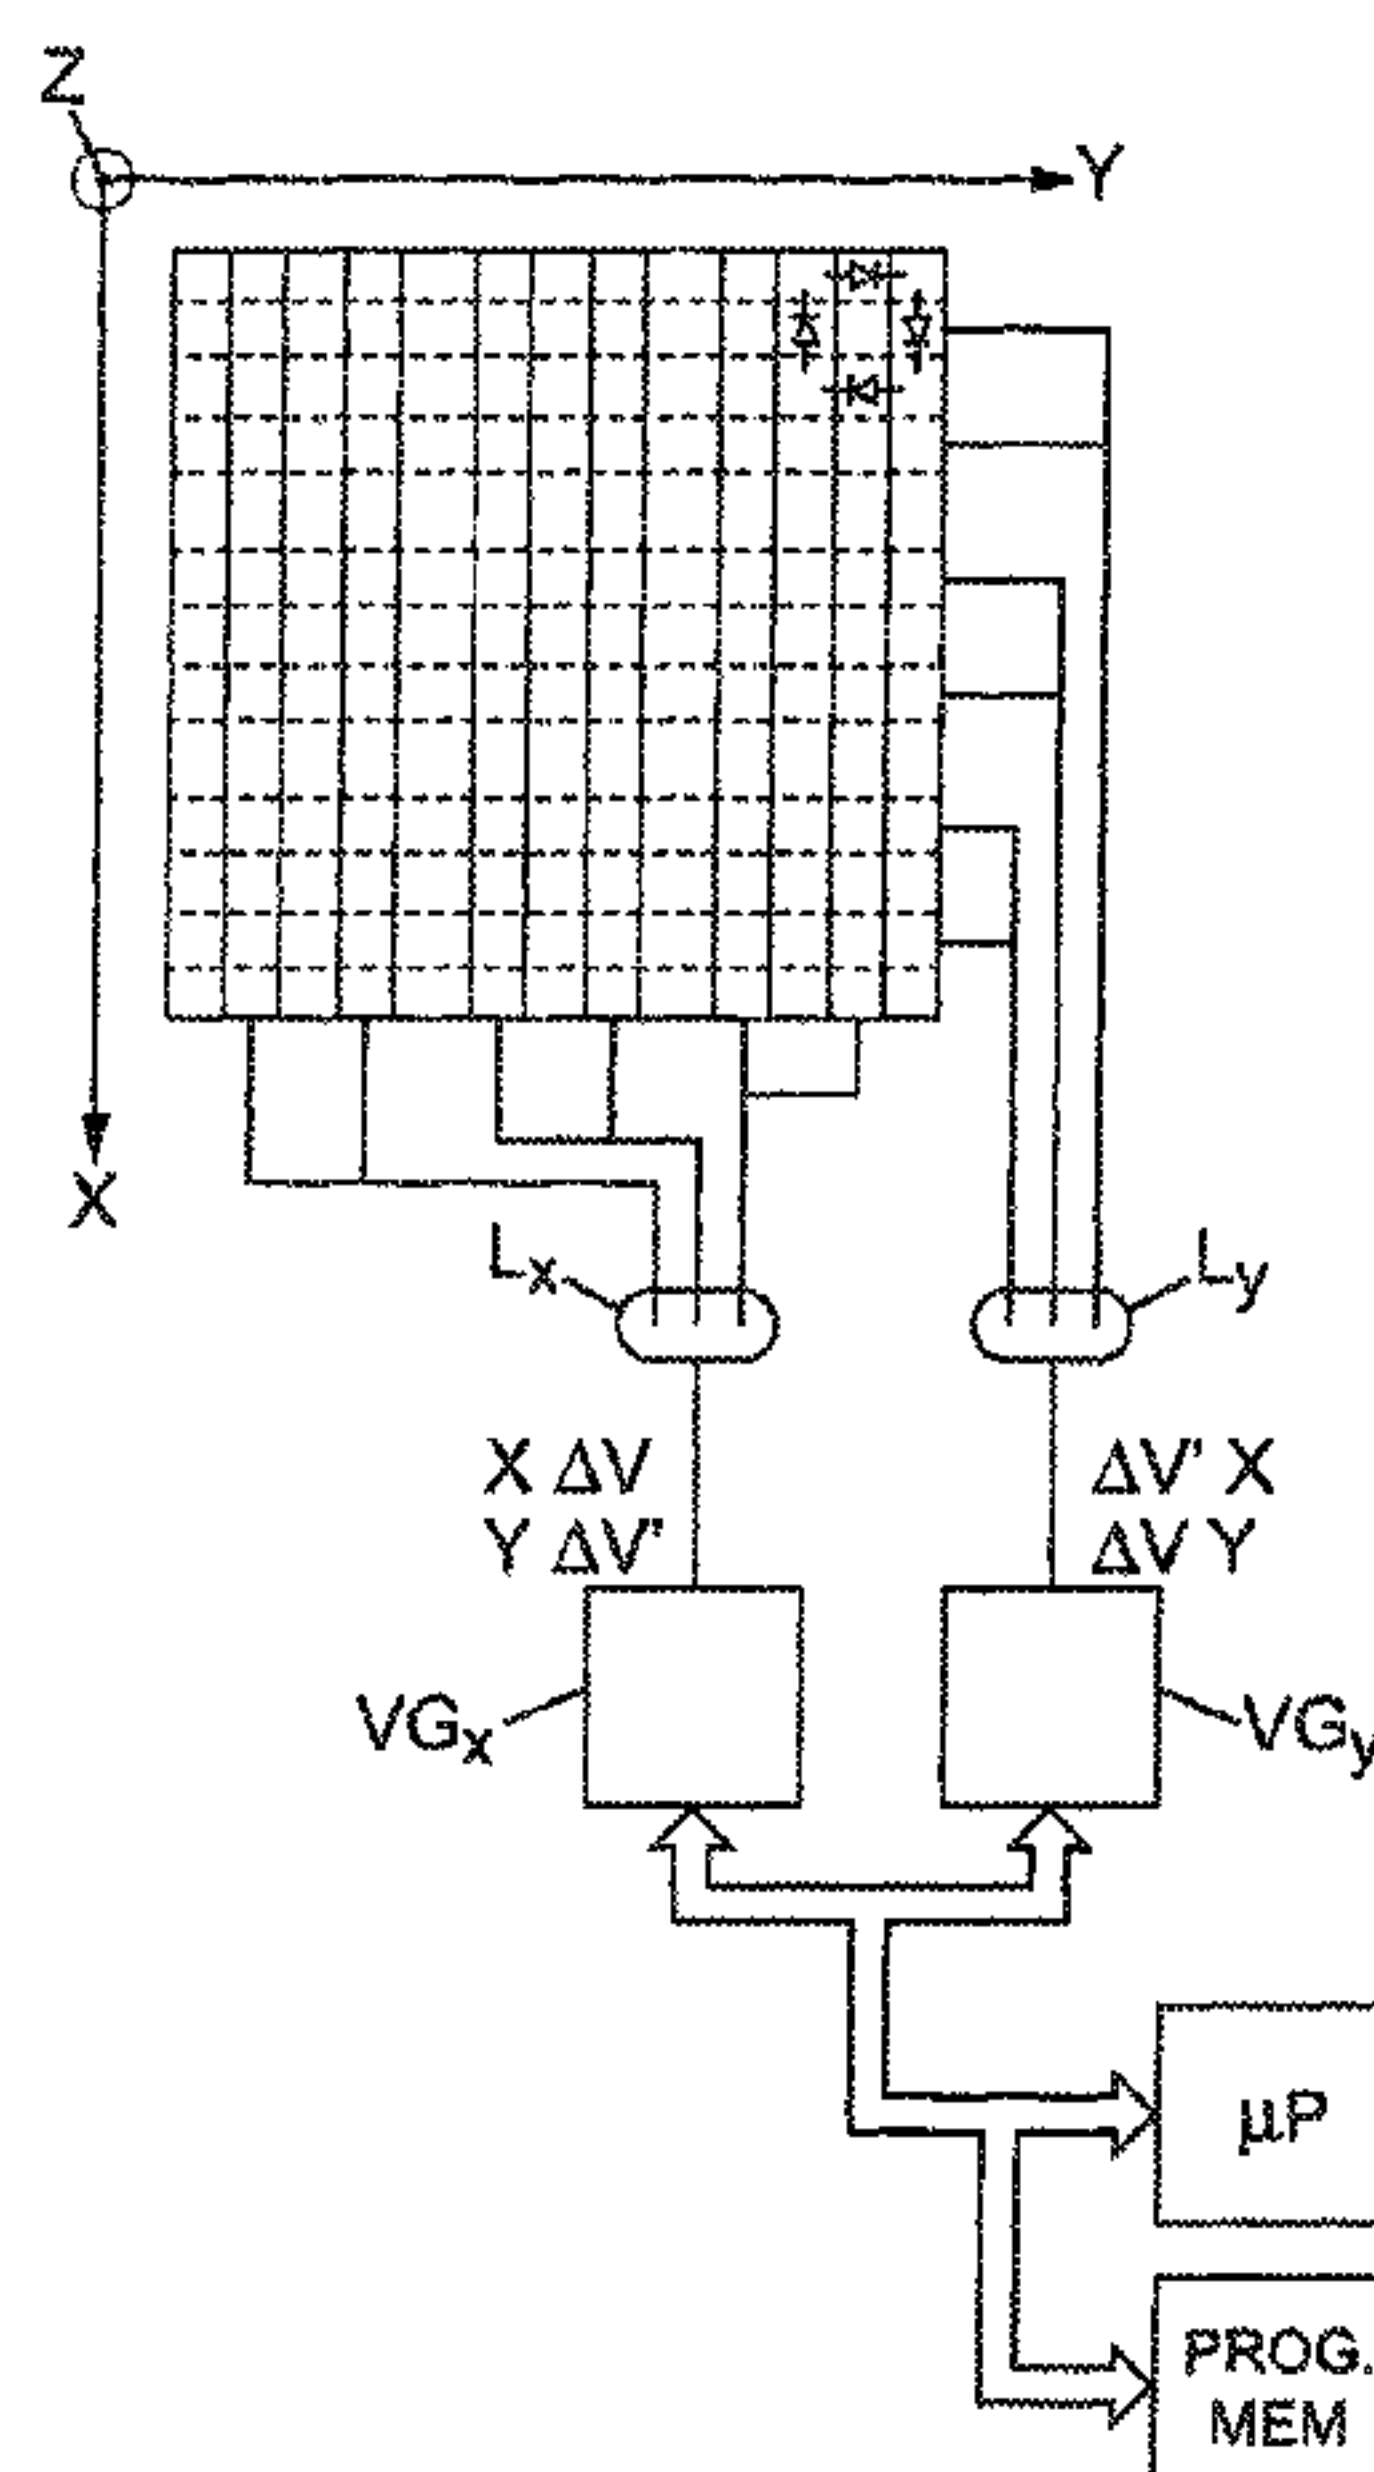 Z
Y
X
Lx
Ly
X ΔV
Y ΔV'
ΔV' X
ΔV Y
VGx
VGy
μP
PROG.
MEM